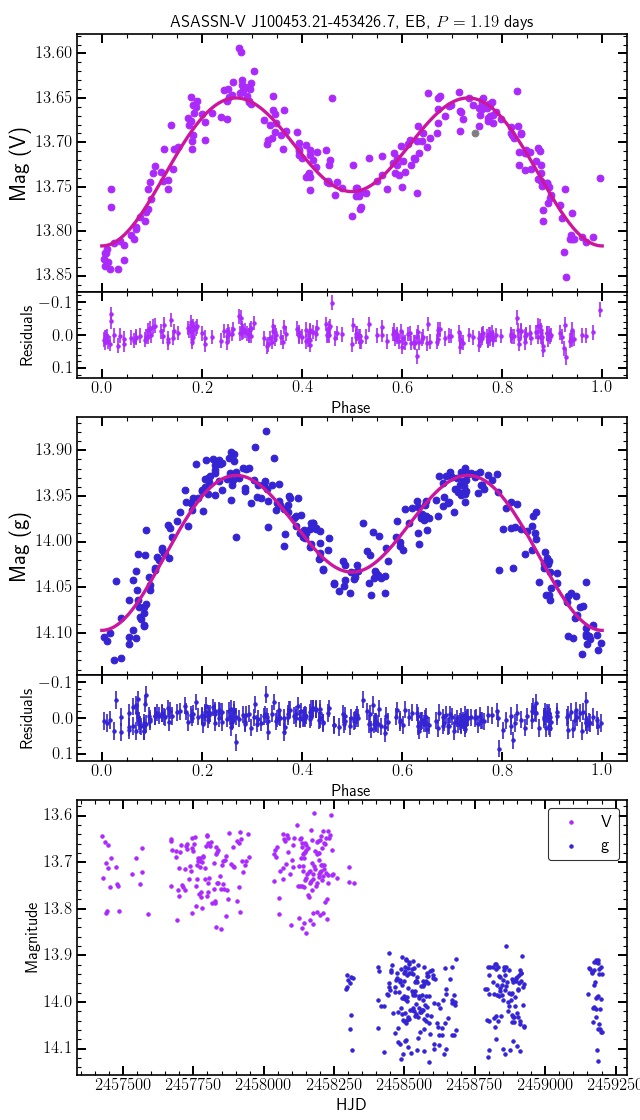 ASASSN-V J100453.21-453426.7, EB, P = 1.19 days
13.60
13.65
13.70
13.75
13.80
13.85
Mag (V)
−0.1
0.0
0.1
Residuals
0.0 0.2 0.4 0.6 0.8 1.0
Phase
13.90
13.95
14.00
14.05
14.10
Mag (g)
−0.1
0.0
0.1
Residuals
0.0 0.2 0.4 0.6 0.8 1.0
Phase
13.6
13.7
13.8
13.9
14.0
14.1
Magnitude
V
g
2457500 2457750 2458000 2458250 2458500 2458750 2459000 245925
HJD